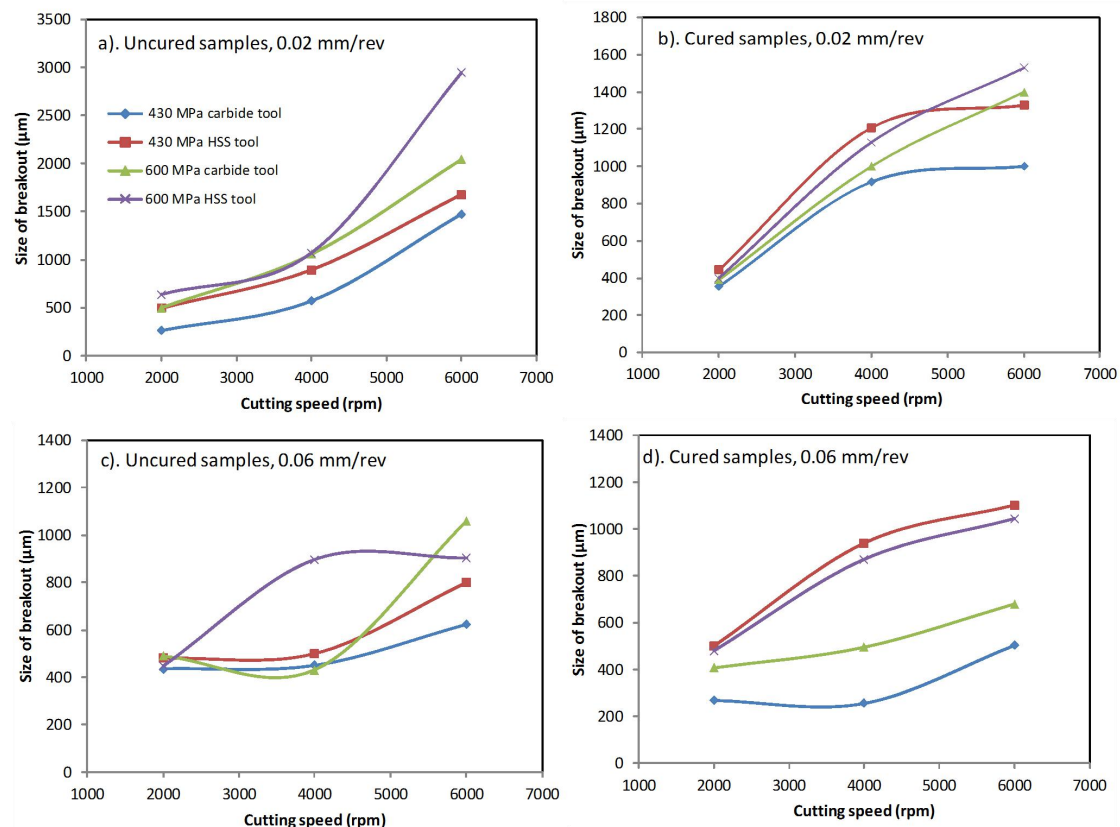 a). Uncured samples, 0.02 mm/rev
Size of breakout (µm)
3500
3000
2500
2000
1500
1000
500
0
430 MPa carbide tool
430 MPa HSS tool
600 MPa carbide tool
600 MPa HSS tool
1000 2000 3000 4000 5000 6000 7000
Cutting speed (rpm)
b). Cured samples, 0.02 mm/rev
Size of breakout (µm)
1800
1600
1400
1200
1000
800
600
400
200
0
1000 2000 3000 4000 5000 6000 7000
Cutting speed (rpm)
c). Uncured samples, 0.06 mm/rev
Size of breakout (µm)
1400
1200
1000
800
600
400
200
0
1000 2000 3000 4000 5000 6000 7000
Cutting speed (rpm)
d). Cured samples, 0.06 mm/rev
Size of breakout (µm)
1400
1200
1000
800
600
400
200
0
1000 2000 3000 4000 5000 6000 7000
Cutting speed (rpm)